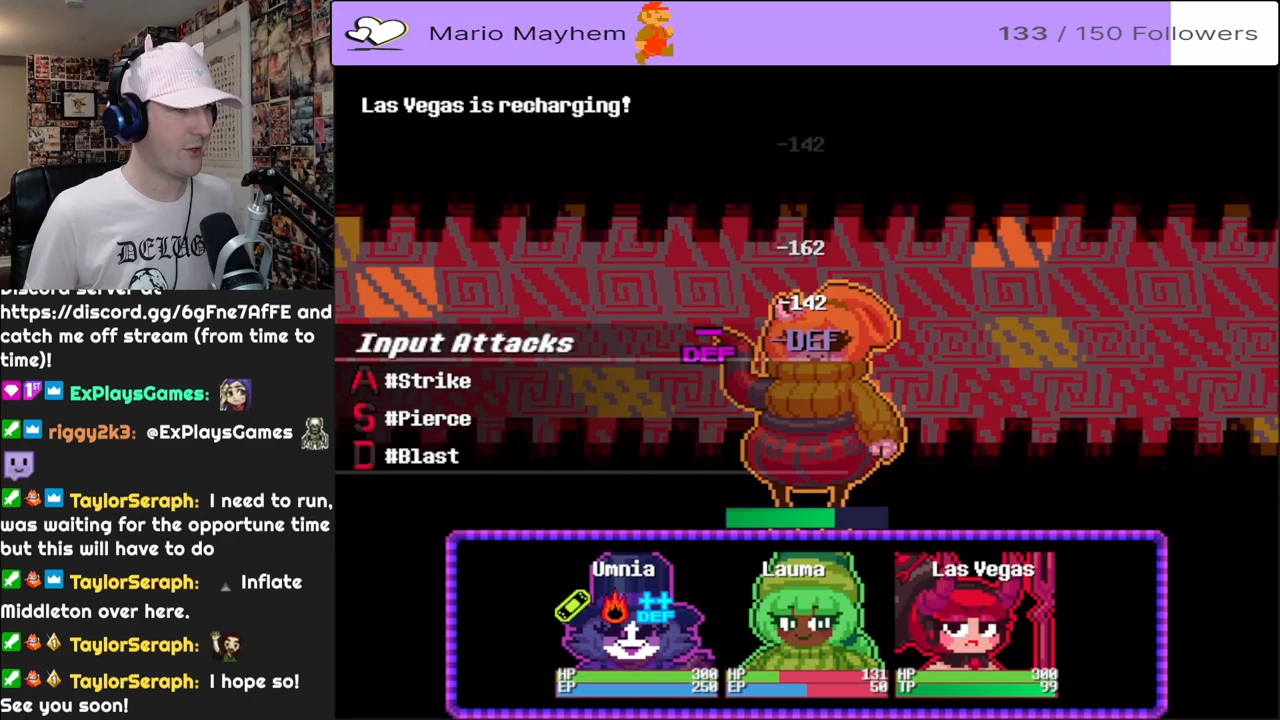 Mario Mayhem
133 / 150 Followers
Las Vegas is recharging!
-142
-162
-142
-DEF
DEF
Input Attacks
A #Strike
S #Pierce
D #Blast
DELUG
https://discord.gg/6gFne7AfFE and
catch me off stream (from time to
time)!
1ST ExPlaysGames:
riggy2k3: @ExPlaysGames
TaylorSeraph: I need to run,
was waiting for the opportune time
but this will have to do
TaylorSeraph: Inflate
Middleton over here.
TaylorSeraph:
TaylorSeraph: I hope so!
See you soon!
Umnia
++
DEF
HP 300
EP 250
Lauma
HP 131
EP 50
Las Vegas
HP 300
TP 99